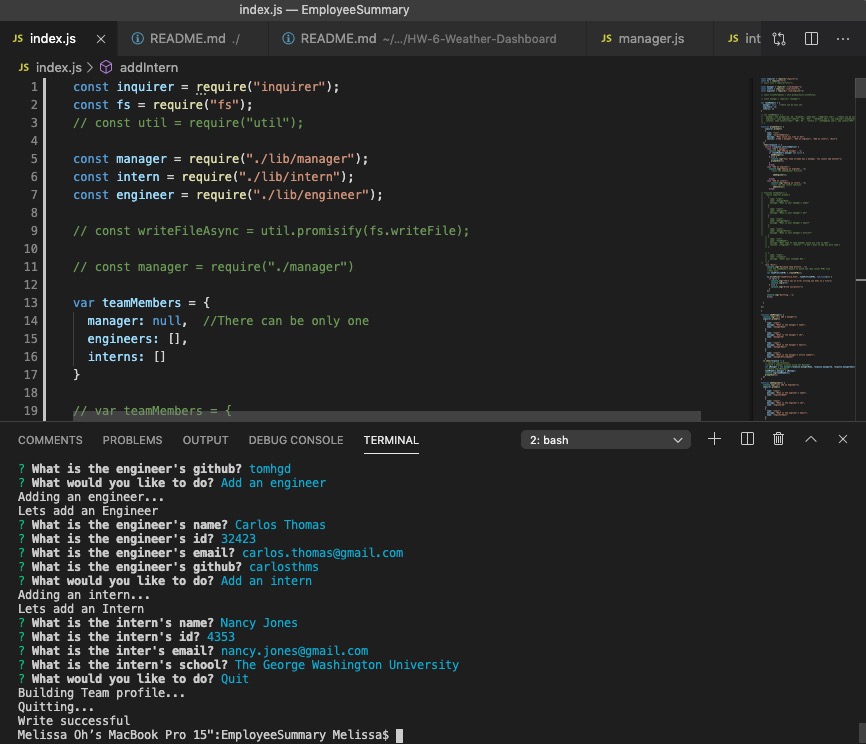 index.js — EmployeeSummary
JS index.js × README.md ./ README.md ~/.../HW-6-Weather-Dashboard JS manager.js JS int
JS index.js > addIntern
1 const inquirer = require("inquirer");
2 const fs = require("fs");
3 // const util = require("util");
4
5 const manager = require("./lib/manager");
6 const intern = require("./lib/intern");
7 const engineer = require("./lib/engineer");
8
9 // const writeFileAsync = util.promisify(fs.writeFile);
10
11 // const manager = require("./manager")
12
13 var teamMembers = {
14 manager: null, //There can be only one
15 engineers: [],
16 interns: []
17 }
18
19 // var teamMembers = {
COMMENTS PROBLEMS OUTPUT DEBUG CONSOLE TERMINAL 2: bash
? What is the engineer's github? tomhgd
? What would you like to do? Add an engineer
Adding an engineer...
Lets add an Engineer
? What is the engineer's name? Carlos Thomas
? What is the engineer's id? 32423
? What is the engineer's email? carlos.thomas@gmail.com
? What is the engineer's github? carlosthms
? What would you like to do? Add an intern
Adding an intern...
Lets add an Intern
? What is the intern's name? Nancy Jones
? What is the intern's id? 4353
? What is the inter's email? nancy.jones@gmail.com
? What is the intern's school? The George Washington University
? What would you like to do? Quit
Building Team profile...
Quitting...
Write successful
Melissa Oh’s MacBook Pro 15":EmployeeSummary Melissa$